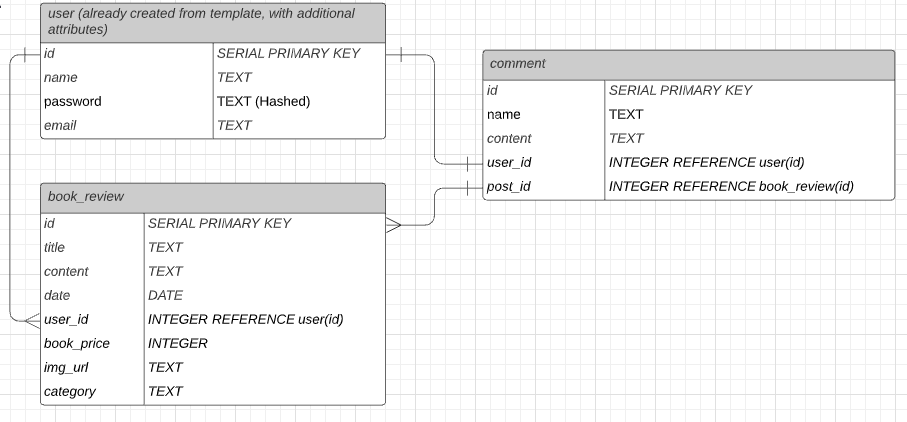 user (already created from template, with additional
attributes)
id SERIAL PRIMARY KEY
name TEXT
password TEXT (Hashed)
email TEXT
comment
id SERIAL PRIMARY KEY
name TEXT
content TEXT
user_id INTEGER REFERENCE user(id)
post_id INTEGER REFERENCE book_review(id)
book_review
id SERIAL PRIMARY KEY
title TEXT
content TEXT
date DATE
user_id INTEGER REFERENCE user(id)
book_price INTEGER
img_url TEXT
category TEXT